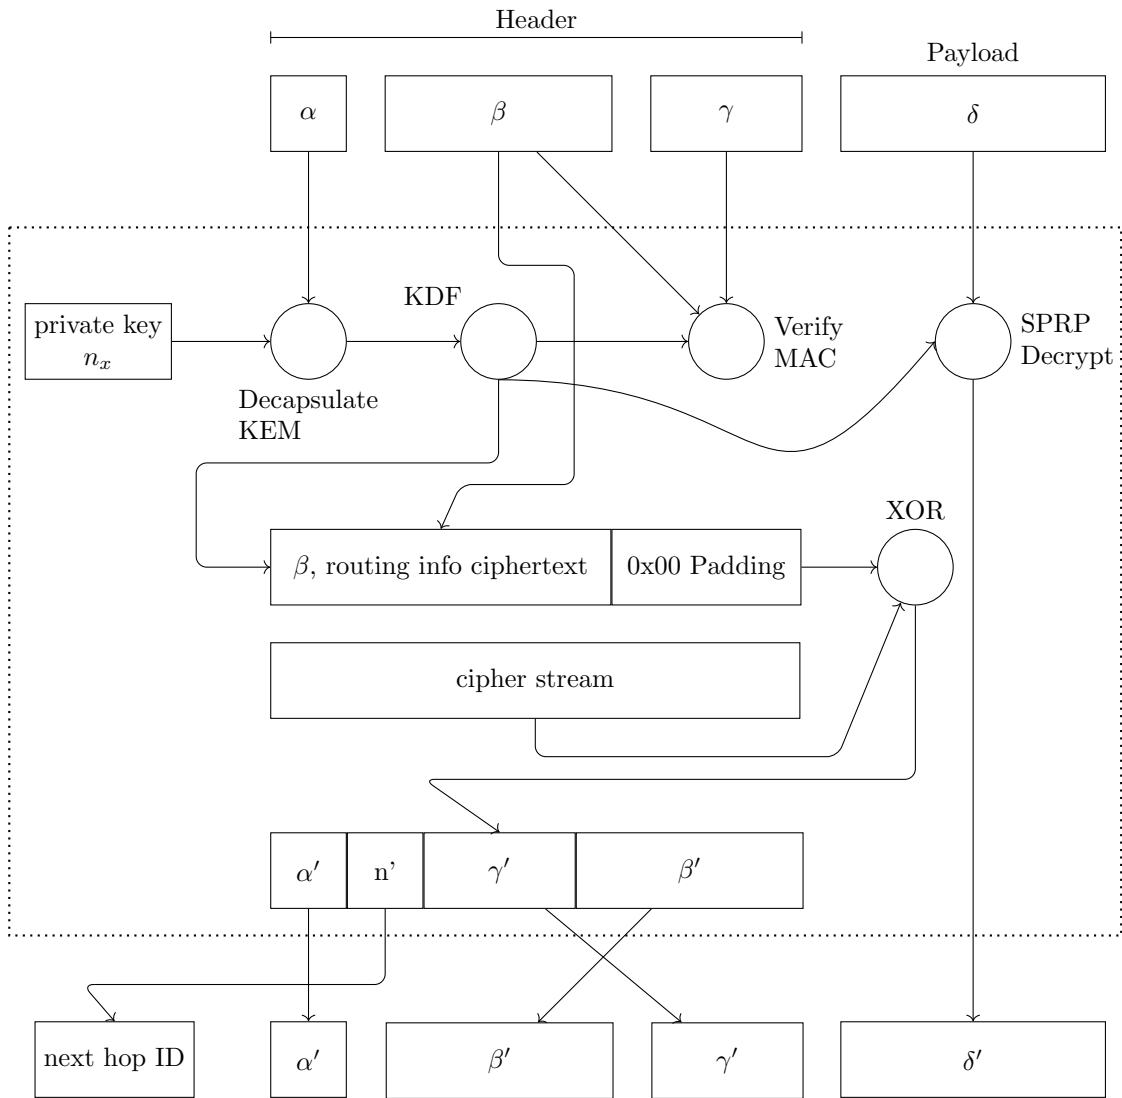 Header
Payload
α
β
γ
δ
private key
nₓ
KDF
Verify
MAC
SPRP
Decrypt
Decapsulate
KEM
XOR
β, routing info ciphertext
0x00 Padding
cipher stream
α′
n'
γ′
β′
next hop ID
α′
β′
γ′
δ′